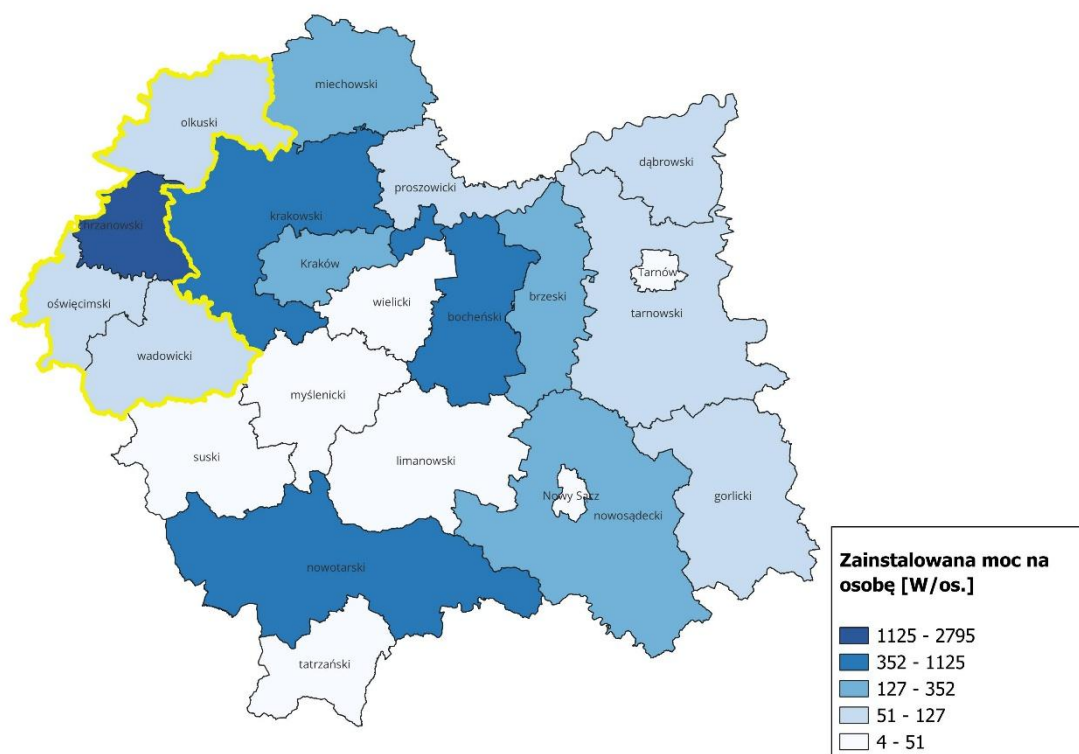 miechowski
olkuski
dąbrowski
proszowicki
chrzanowski
krakowski
Kraków
Tarnów
oświęcimski
wielicki
brzeski
tarnowski
bocheński
wadowicki
myślenicki
suski
limanowski
Nowy Sącz
gorlicki
nowosądecki
nowotarski
tatrzański
Zainstalowana moc na
osobę [W/os.]
1125 - 2795
352 - 1125
127 - 352
51 - 127
4 - 51